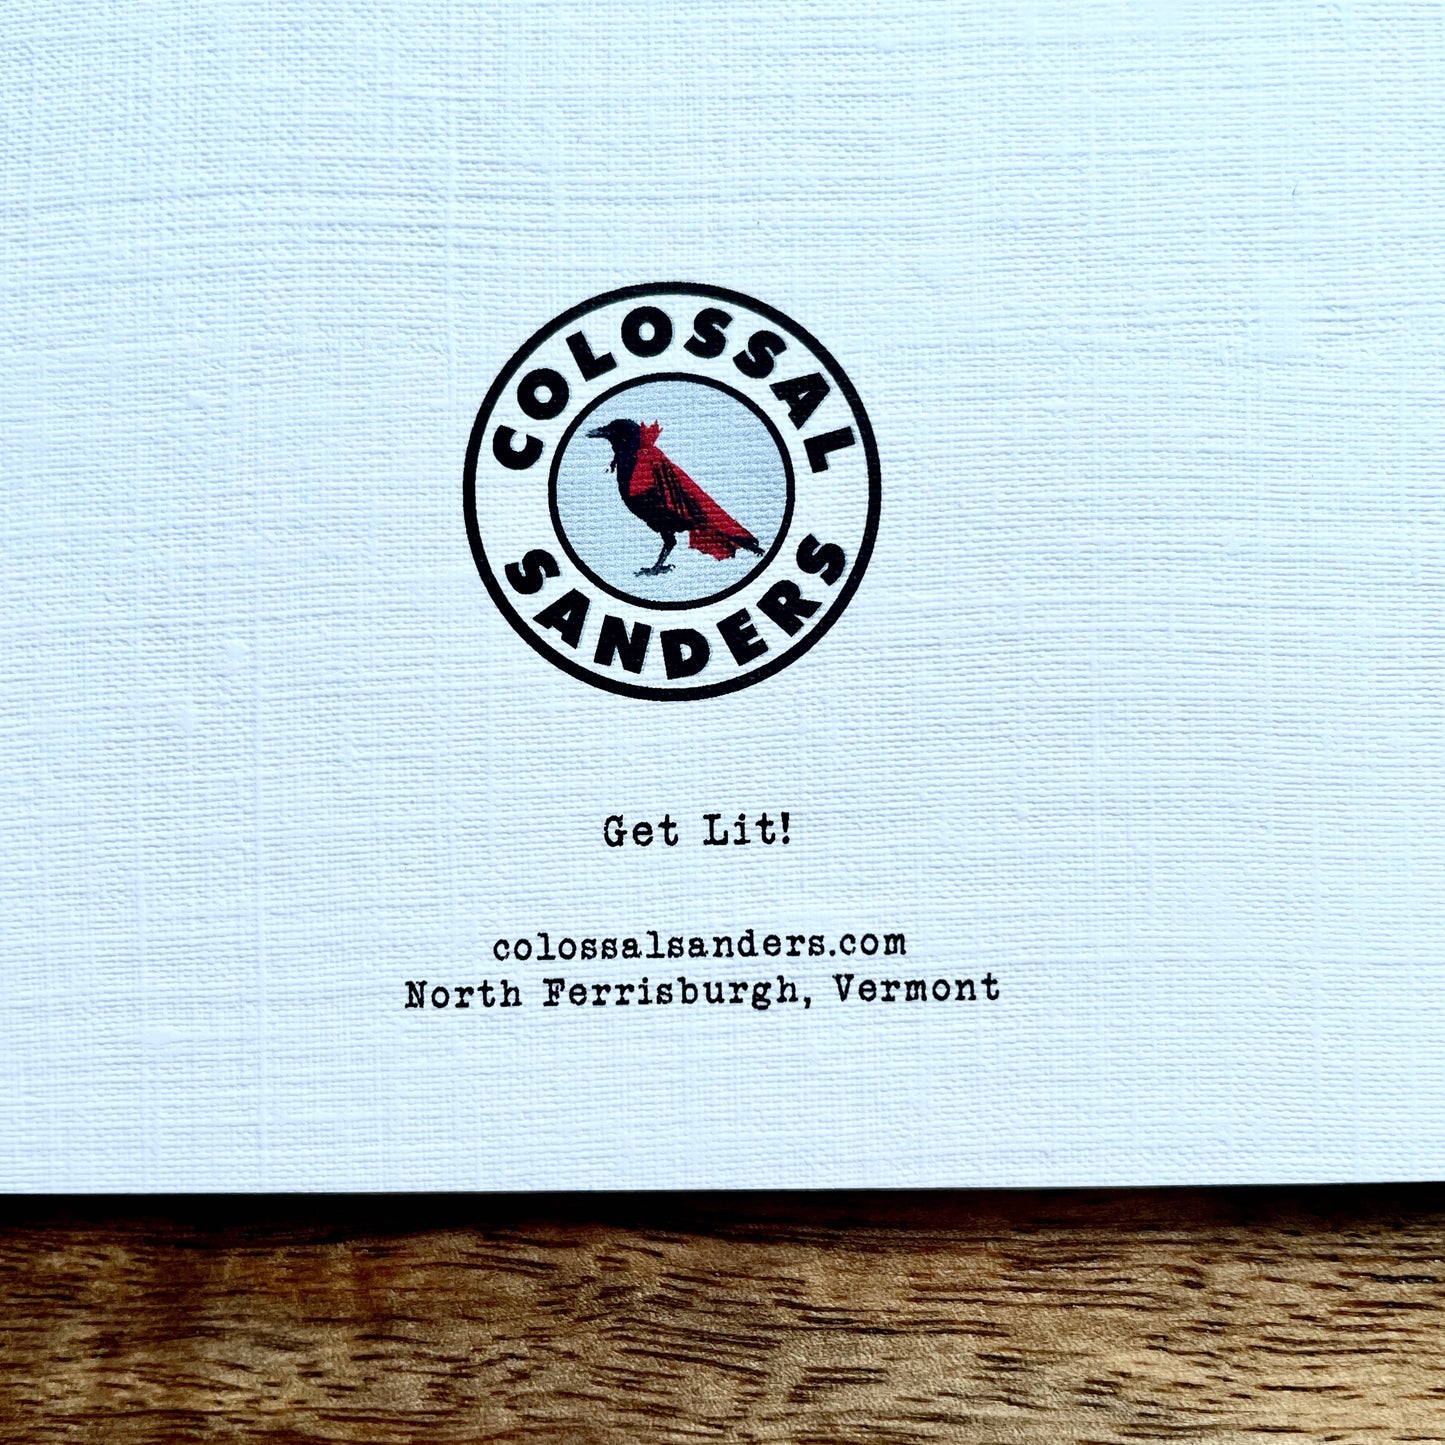 COLOSSAL
SANDERS
Get Lit!
colossalsanders.com
North Ferrisburgh, Vermont